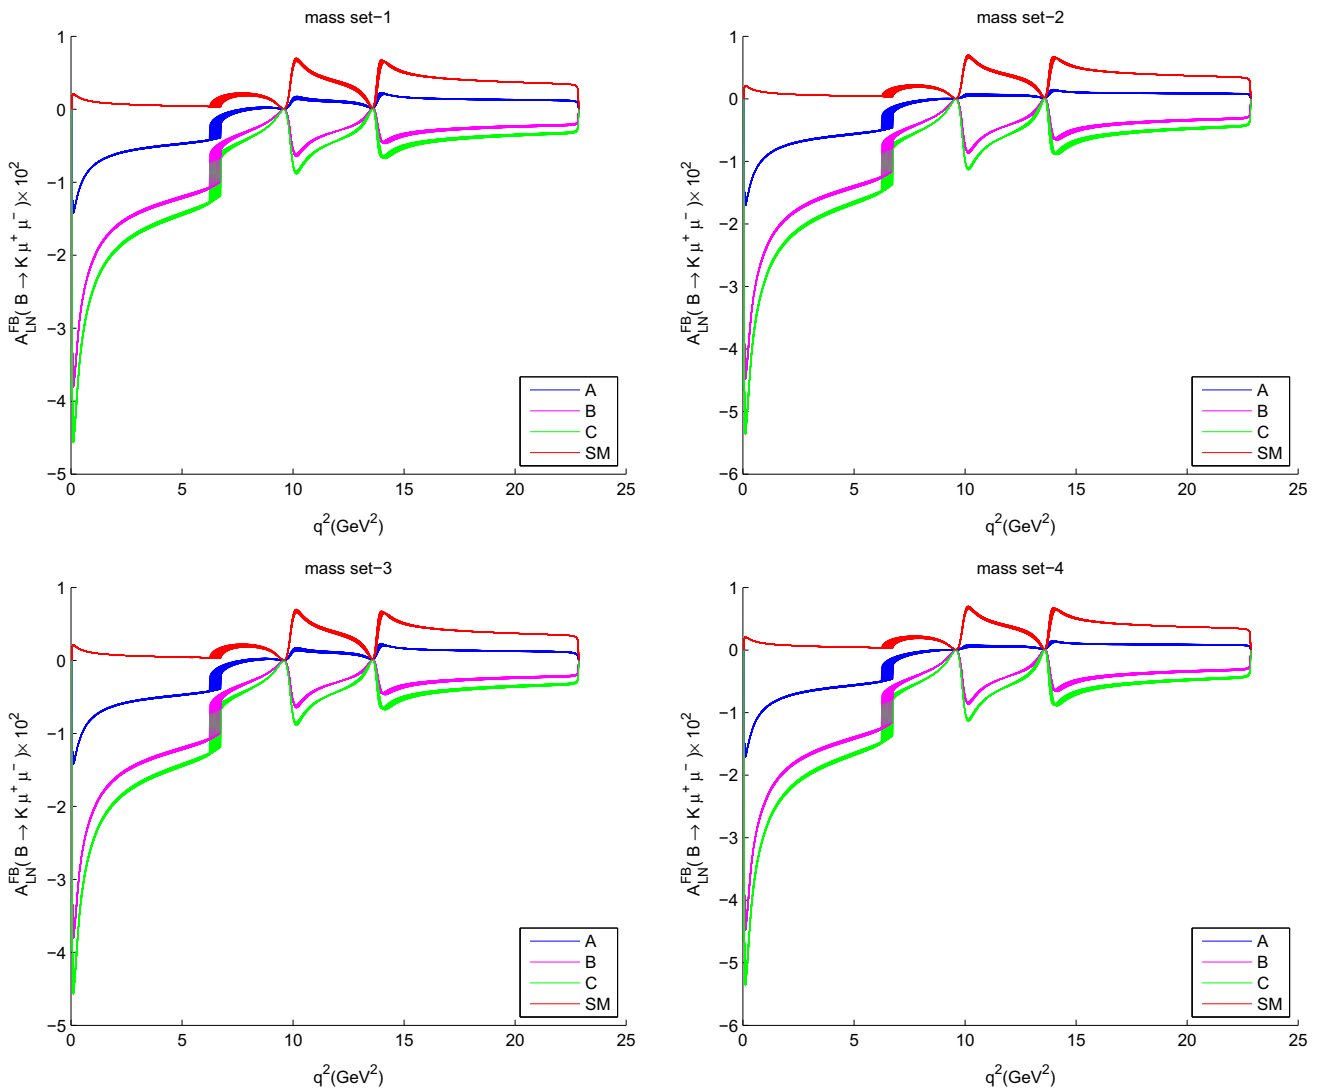 mass set−1
1
0
−1
−2
−3
−4
−5
0 5 10 15 20 25
A_LN^FB( B → K μ⁺ μ⁻ )× 10²
q²(GeV²)
A
B
C
SM
mass set−2
1
0
−1
−2
−3
−4
−5
−6
0 5 10 15 20 25
A_LN^FB( B → K μ⁺ μ⁻ )× 10²
q²(GeV²)
A
B
C
SM
mass set−3
1
0
−1
−2
−3
−4
−5
0 5 10 15 20 25
A_LN^FB( B → K μ⁺ μ⁻ )× 10²
q²(GeV²)
A
B
C
SM
mass set−4
1
0
−1
−2
−3
−4
−5
−6
0 5 10 15 20 25
A_LN^FB( B → K μ⁺ μ⁻ )× 10²
q²(GeV²)
A
B
C
SM